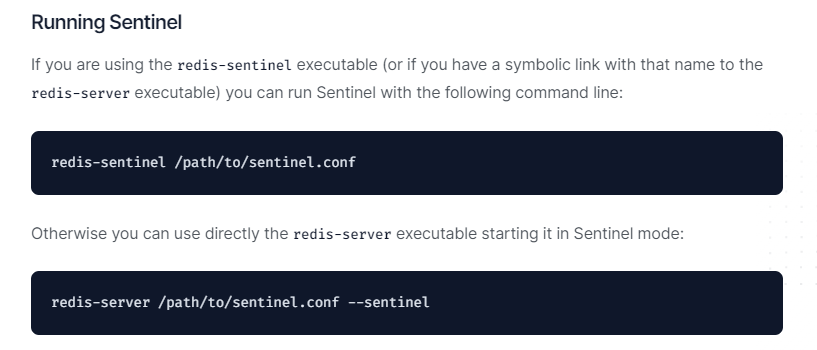 Running Sentinel
If you are using the redis-sentinel executable (or if you have a symbolic link with that name to the
redis-server executable) you can run Sentinel with the following command line:
redis-sentinel /path/to/sentinel.conf
Otherwise you can use directly the redis-server executable starting it in Sentinel mode:
redis-server /path/to/sentinel.conf --sentinel